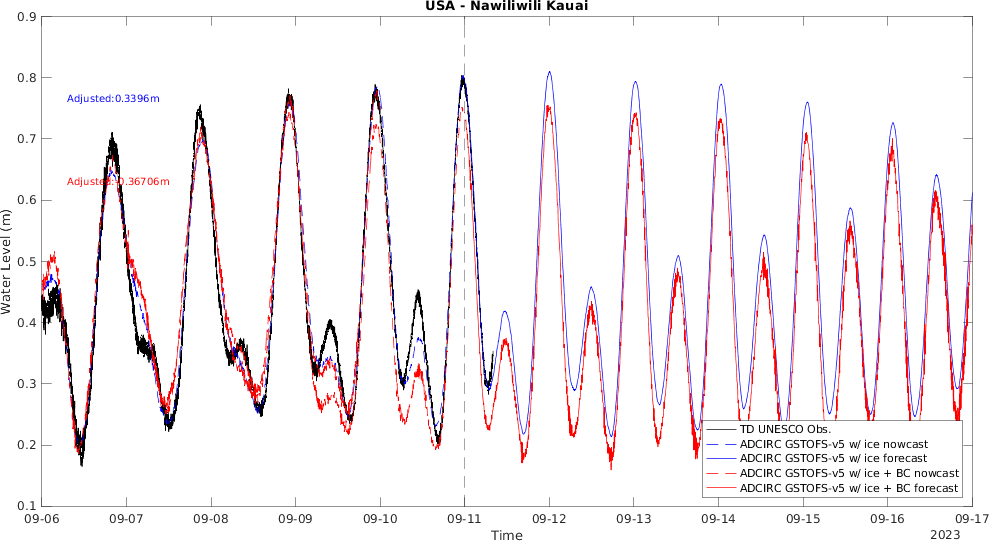 USA - Nawiliwili Kauai
0.9
0.8
0.7
0.6
0.5
0.4
0.3
0.2
0.1
Water Level (m)
Adjusted:0.3396m
Adjusted:-0.36706m
TD UNESCO Obs.
ADCIRC GSTOFS-v5 w/ ice nowcast
ADCIRC GSTOFS-v5 w/ ice forecast
ADCIRC GSTOFS-v5 w/ ice + BC nowcast
ADCIRC GSTOFS-v5 w/ ice + BC forecast
09-06 09-07 09-08 09-09 09-10 09-11 09-12 09-13 09-14 09-15 09-16 09-17
Time
2023